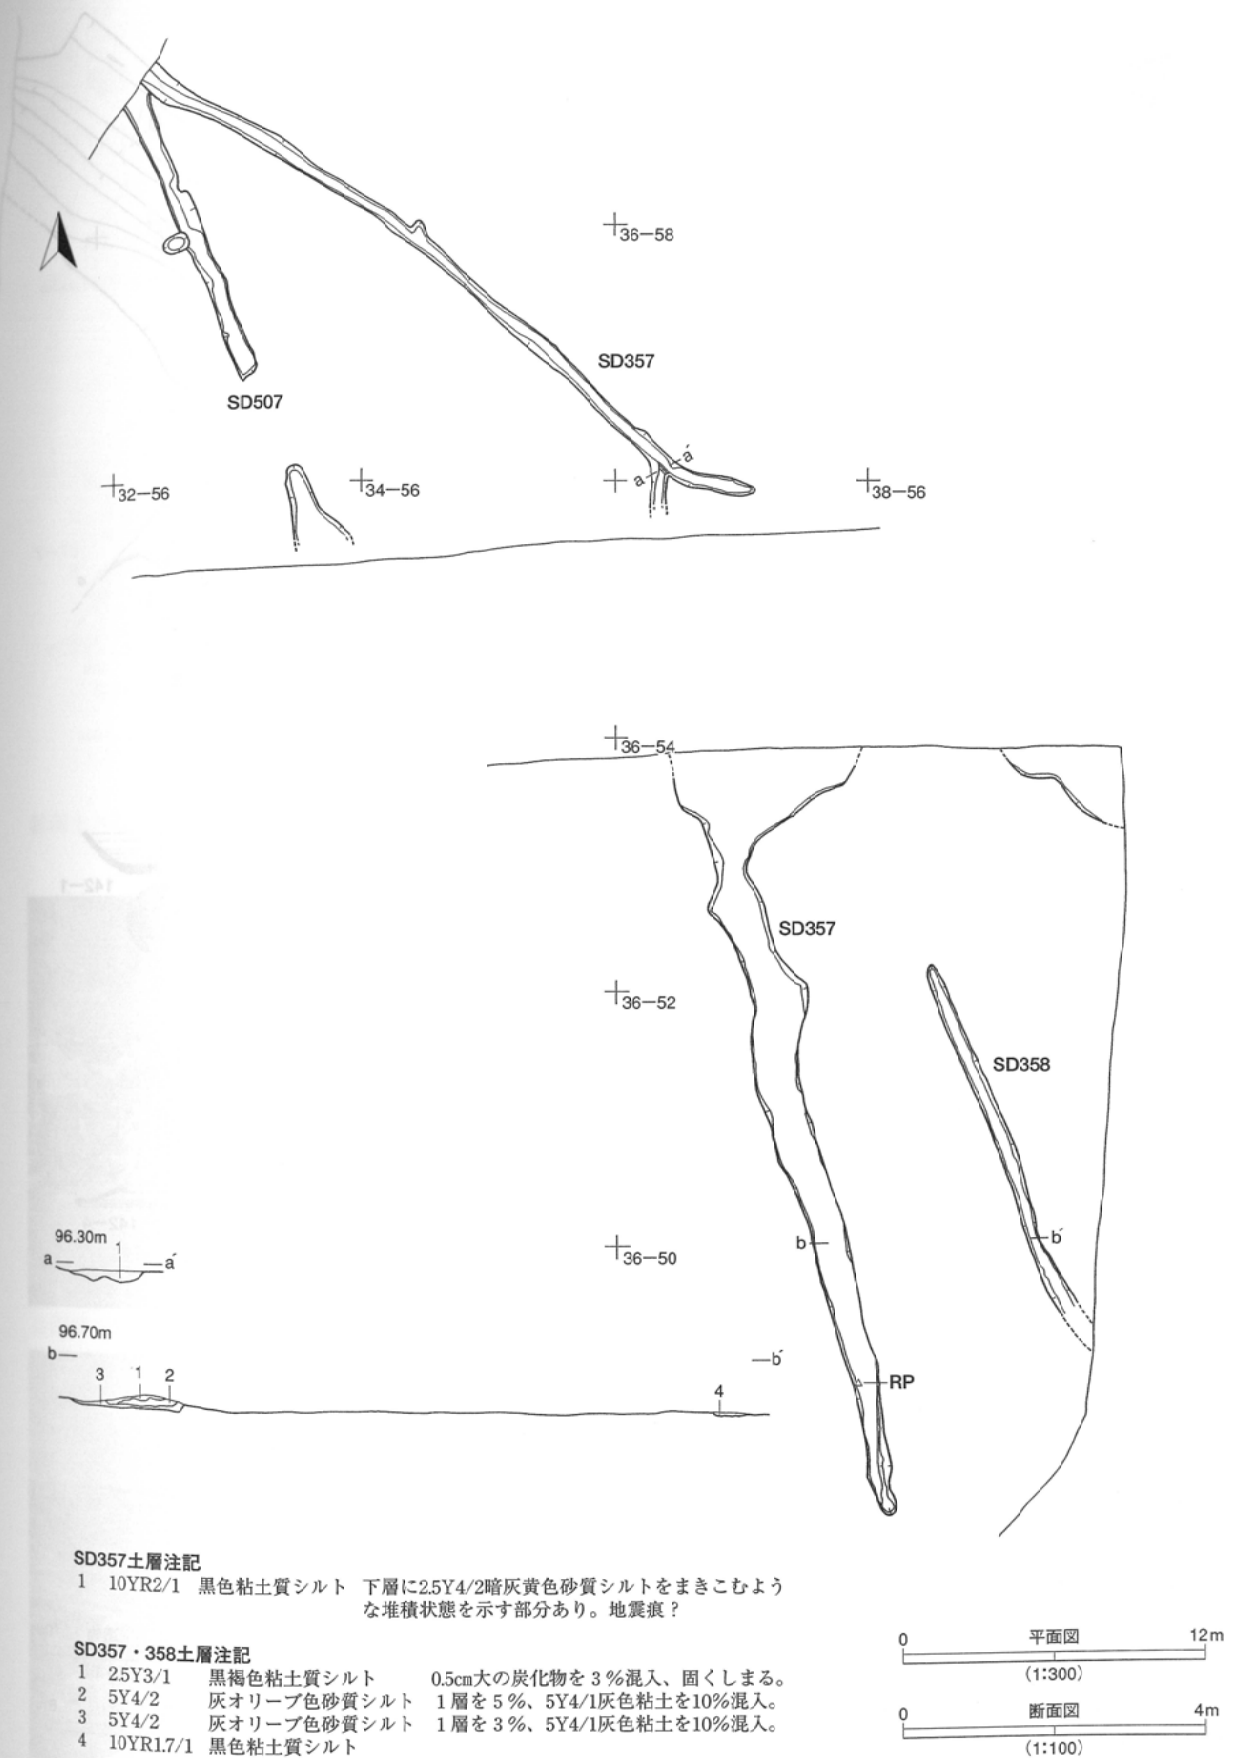 36−58
SD357
SD507
a´
a
32−56
34−56
38−56
36−54
SD357
36−52
SD358
96.30m
1
a
a´
b
b´
36−50
96.70m
b
b´
3 1 2
4
RP
SD357土層注記
1 10YR2/1 黒色粘土質シルト 下層に2.5Y4/2暗灰黄色砂質シルトをまきこむよう
な堆積状態を示す部分あり。地震痕？
SD357・358土層注記
1 2.5Y3/1 黒褐色粘土質シルト 0.5㎝大の炭化物を3％混入、固くしまる。
2 5Y4/2 灰オリーブ色砂質シルト 1層を5％、5Y4/1灰色粘土を10％混入。
3 5Y4/2 灰オリーブ色砂質シルト 1層を3％、5Y4/1灰色粘土を10％混入。
4 10YR1.7/1 黒色粘土質シルト
0 平面図 12m
(1:300)
0 断面図 4m
(1:100)